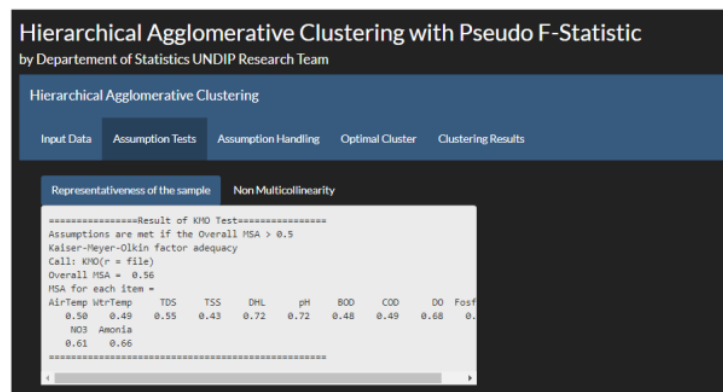 Hierarchical Agglomerative Clustering with Pseudo F-Statistic
by Departement of Statistics UNDIP Research Team
Hierarchical Agglomerative Clustering
Input Data Assumption Tests Assumption Handling Optimal Cluster Clustering Results
Representativeness of the sample Non Multicollinearity
================Result of KMO Test================
Assumptions are met if the Overall MSA > 0.5
Kaiser-Meyer-Olkin factor adequacy
Call: KMO(r = file)
Overall MSA = 0.56
MSA for each item =
AirTemp WtrTemp TDS TSS DHL pH BOD COD DO Fosf
0.50 0.49 0.55 0.43 0.72 0.72 0.48 0.49 0.68 0.
NO3 Amonia
0.61 0.66
==================================================